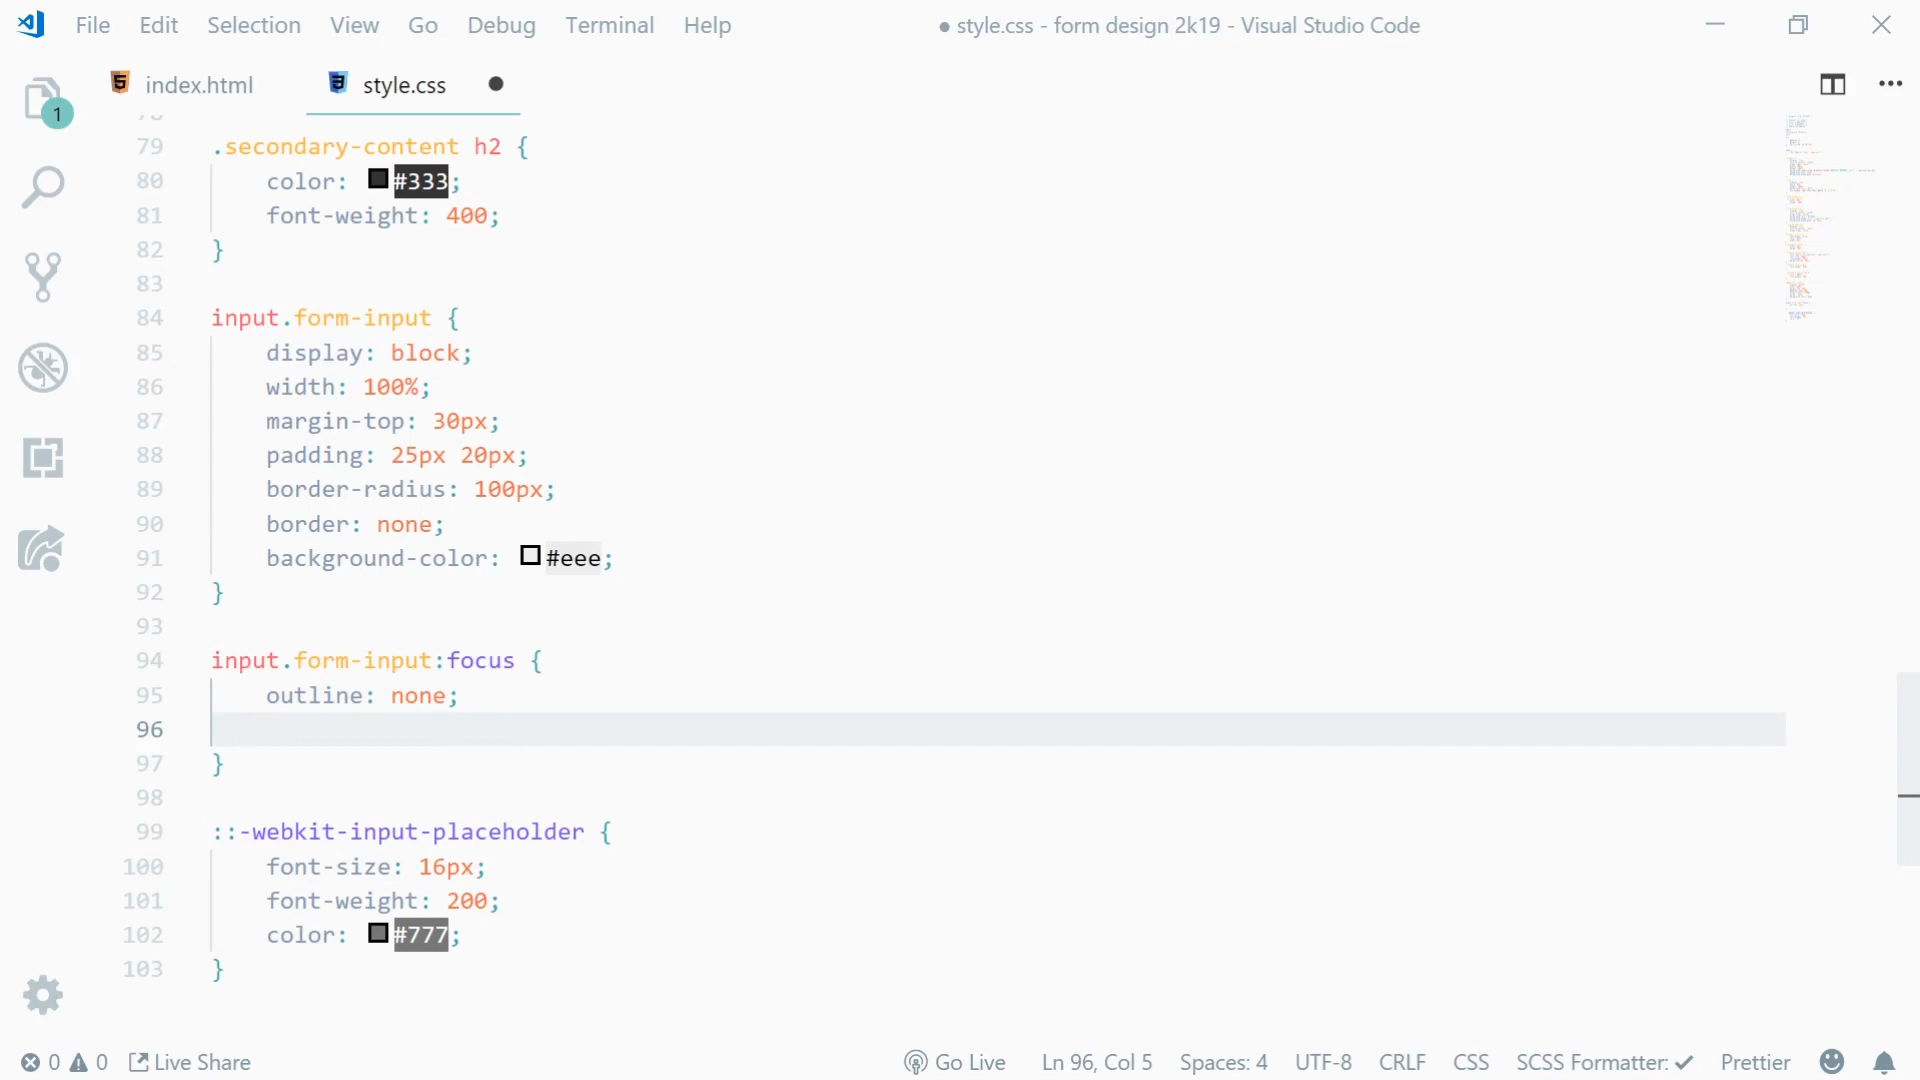 File Edit Selection View Go Debug Terminal Help ● style.css - form design 2k19 - Visual Studio Code
index.html style.css
1
79 .secondary-content h2 {
80 color: #333;
81 font-weight: 400;
82 }
83
84 input.form-input {
85 display: block;
86 width: 100%;
87 margin-top: 30px;
88 padding: 25px 20px;
89 border-radius: 100px;
90 border: none;
91 background-color: #eee;
92 }
93
94 input.form-input:focus {
95 outline: none;
96
97 }
98
99 ::-webkit-input-placeholder {
100 font-size: 16px;
101 font-weight: 200;
102 color: #777;
103 }
0 0 Live Share Go Live Ln 96, Col 5 Spaces: 4 UTF-8 CRLF CSS SCSS Formatter: ✓ Prettier